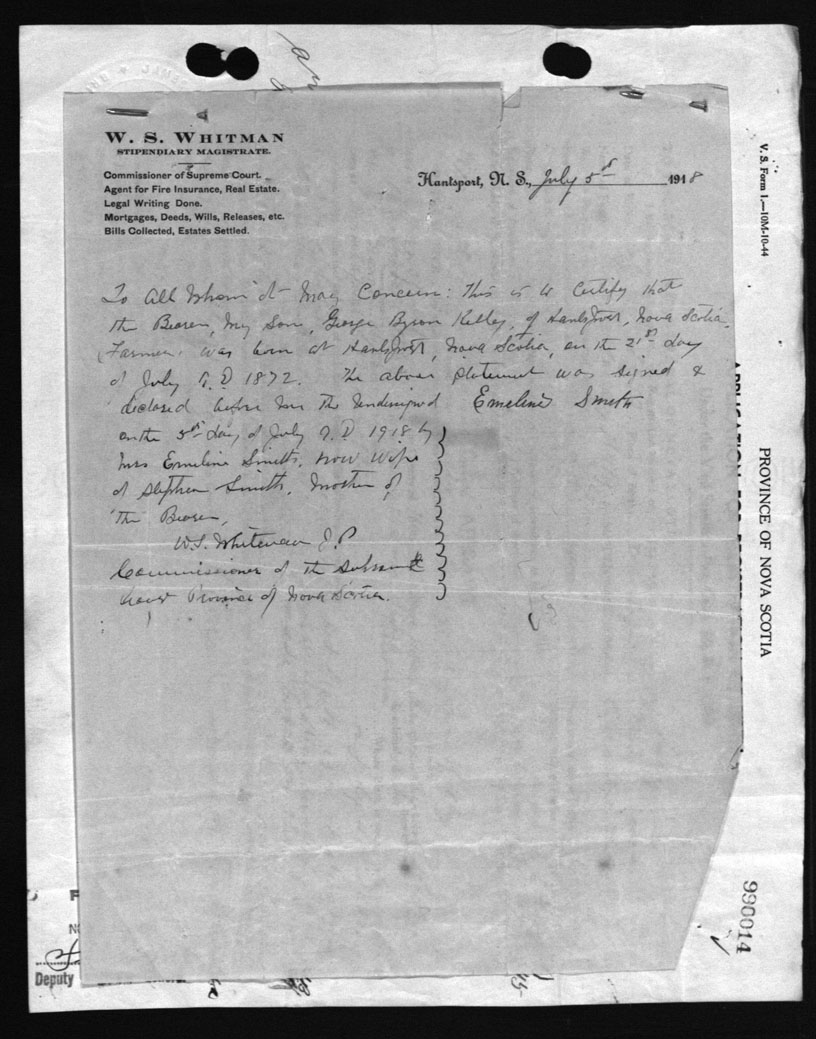 W. S. WHITMAN
STIPENDIARY MAGISTRATE.
Commissioner of Supreme Court.
Agent for Fire Insurance, Real Estate.
Legal Writing Done.
Mortgages, Deeds, Wills, Releases, etc.
Bills Collected, Estates Settled.
Hantsport, N. S., July 5th 1918
To All Whom it May Concern: This is to Certify that
the Bearer, My Son, George Byron Kelley, of Hantsport, Nova Scotia,
Farmer, was born at Hantsport, Nova Scotia, on the 21st day
of July A.D 1872. The above Statement was signed &
declared before me the undersigned Emeline Smith
on the 5th day of July A.D. 1918 by
Mrs Emeline Smith, now Wife
of Stephen Smith, Mother of
the Bearer,
W.S. Whitman J.P
Commissioner of the Supreme
Court Province of Nova Scotia.
V. S. Form 1.—10M-10-44
PROVINCE OF NOVA SCOTIA
990014
Deputy